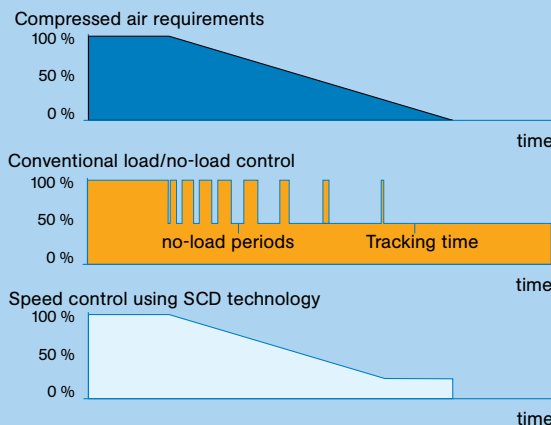 Compressed air requirements
100 %
50 %
0 %
time
Conventional load/no-load control
100 %
50 %
no-load periods Tracking time
0 %
time
Speed control using SCD technology
100 %
50 %
0 %
time